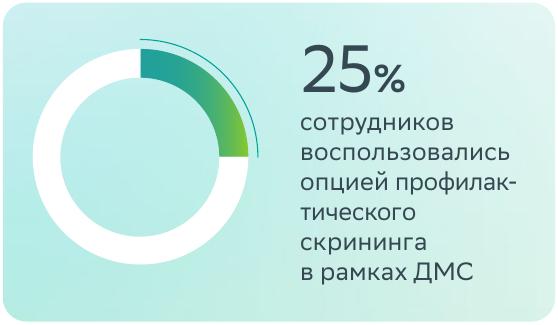 25%
сотрудников
воспользовались
опцией профилак-
тического
скрининга
в рамках ДМС